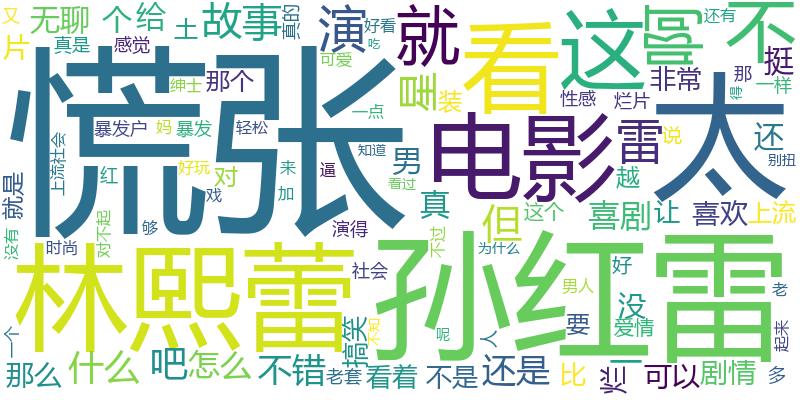 慌张
孙红雷
林熙蕾
电影
太
看
这
不
就
啊
演
故事
无聊
个
给
土
真的
好看
吃
还有
又
片
真是
感觉
可爱
挺
绅士
那个
星
装
非常
那
一样
得
性感
烂片
一点
上流社会
暴发户
妈
暴发
轻松
男
雷
说
还
别扭
知道
好玩
来
逼
看过
就是
红
对
戏
加
越
真
但
这个
喜剧
让
喜欢
上流
没有
时尚
对不起
够
演得
不过
为什么
社会
好
男人
老
没
一个
搞笑
不知
呢
人
要
爱情
起来
那么
什么
吧
怎么
不错
老套
看着
不是
还是
比
烂
一
可以
剧情
多